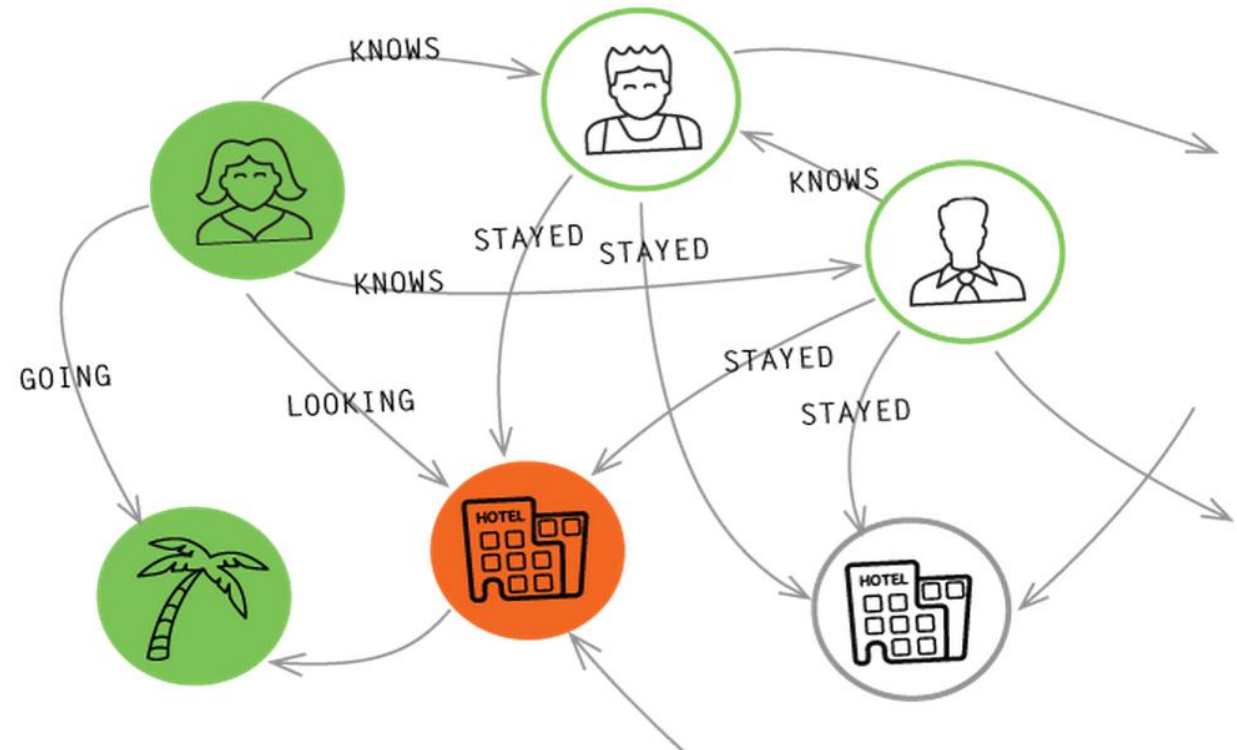 KNOWS
KNOWS
STAYED
STAYED
KNOWS
STAYED
GOING
LOOKING
STAYED
HOTEL
HOTEL